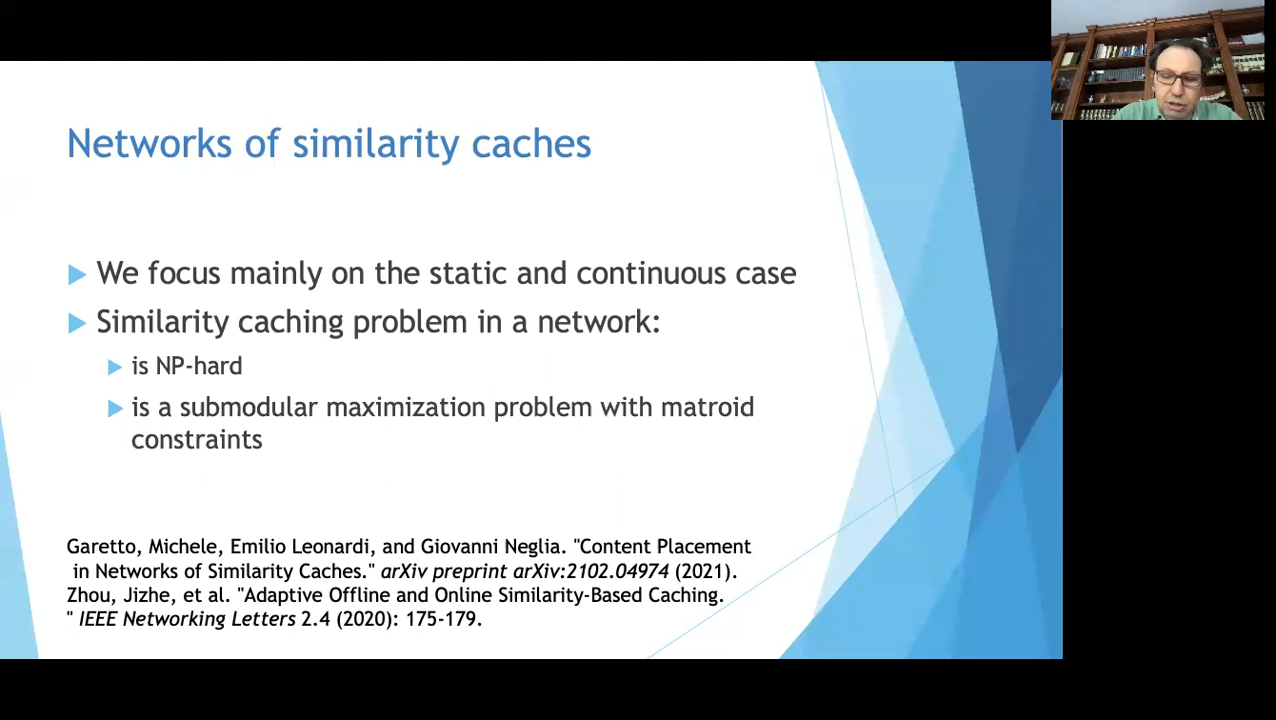 Networks of similarity caches
We focus mainly on the static and continuous case
Similarity caching problem in a network:
is NP-hard
is a submodular maximization problem with matroid
constraints
Garetto, Michele, Emilio Leonardi, and Giovanni Neglia. "Content Placement
in Networks of Similarity Caches." arXiv preprint arXiv:2102.04974 (2021).
Zhou, Jizhe, et al. "Adaptive Offline and Online Similarity-Based Caching.
" IEEE Networking Letters 2.4 (2020): 175-179.